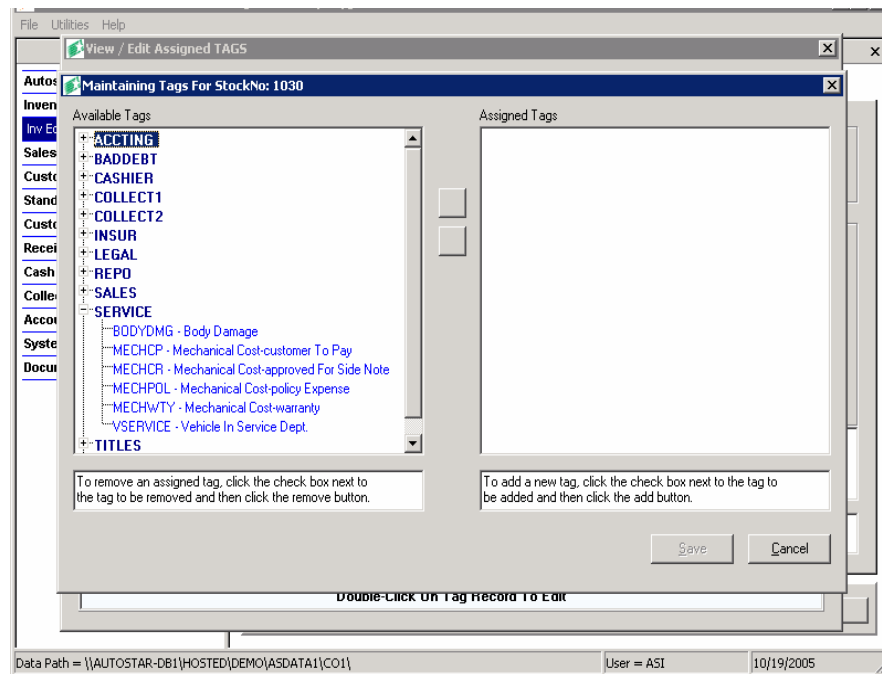 File Utilities Help
View / Edit Assigned TAGS
Maintaining Tags For StockNo: 1030
Available Tags
Assigned Tags
ACCTING
BADDEBT
CASHIER
COLLECT1
COLLECT2
INSUR
LEGAL
REPO
SALES
SERVICE
BODYDMG - Body Damage
MECHCP - Mechanical Cost-customer To Pay
MECHCR - Mechanical Cost-approved For Side Note
MECHPOL - Mechanical Cost-policy Expense
MECHWTY - Mechanical Cost-warranty
VSERVICE - Vehicle In Service Dept.
TITLES
To remove an assigned tag, click the check box next to
the tag to be removed and then click the remove button.
To add a new tag, click the check box next to the tag to
be added and then click the add button.
Save Cancel
Autos
Inven
Inv Ed
Sales
Custo
Stand
Custo
Recei
Cash
Colle
Accou
Syste
Docu
Double-Click On Tag Record To Edit
Data Path = \\AUTOSTAR-DB1\HOSTED\DEMO\ASDATA1\CO1\
User = ASI
10/19/2005